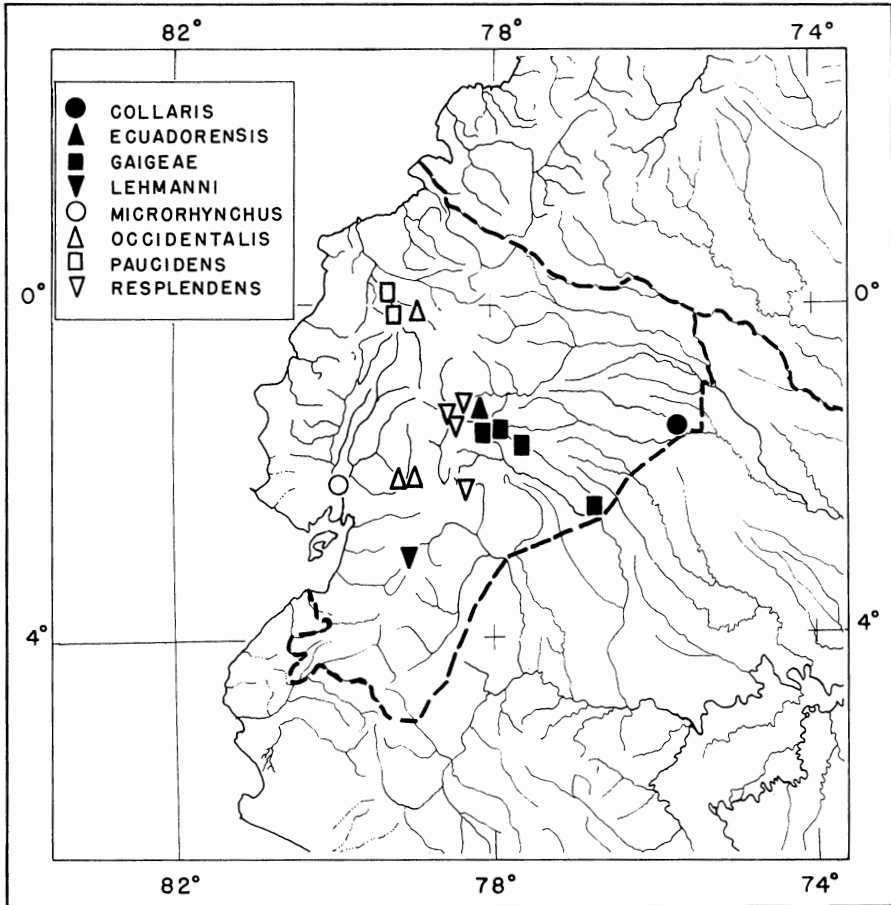 82° 78° 74°
COLLARIS
ECUADORENSIS
GAIGEAE
LEHMANNI
MICRORHYNCHUS
OCCIDENTALIS
PAUCIDENS
RESPLENDENS
0° 0°
4° 4°
82° 78° 74°